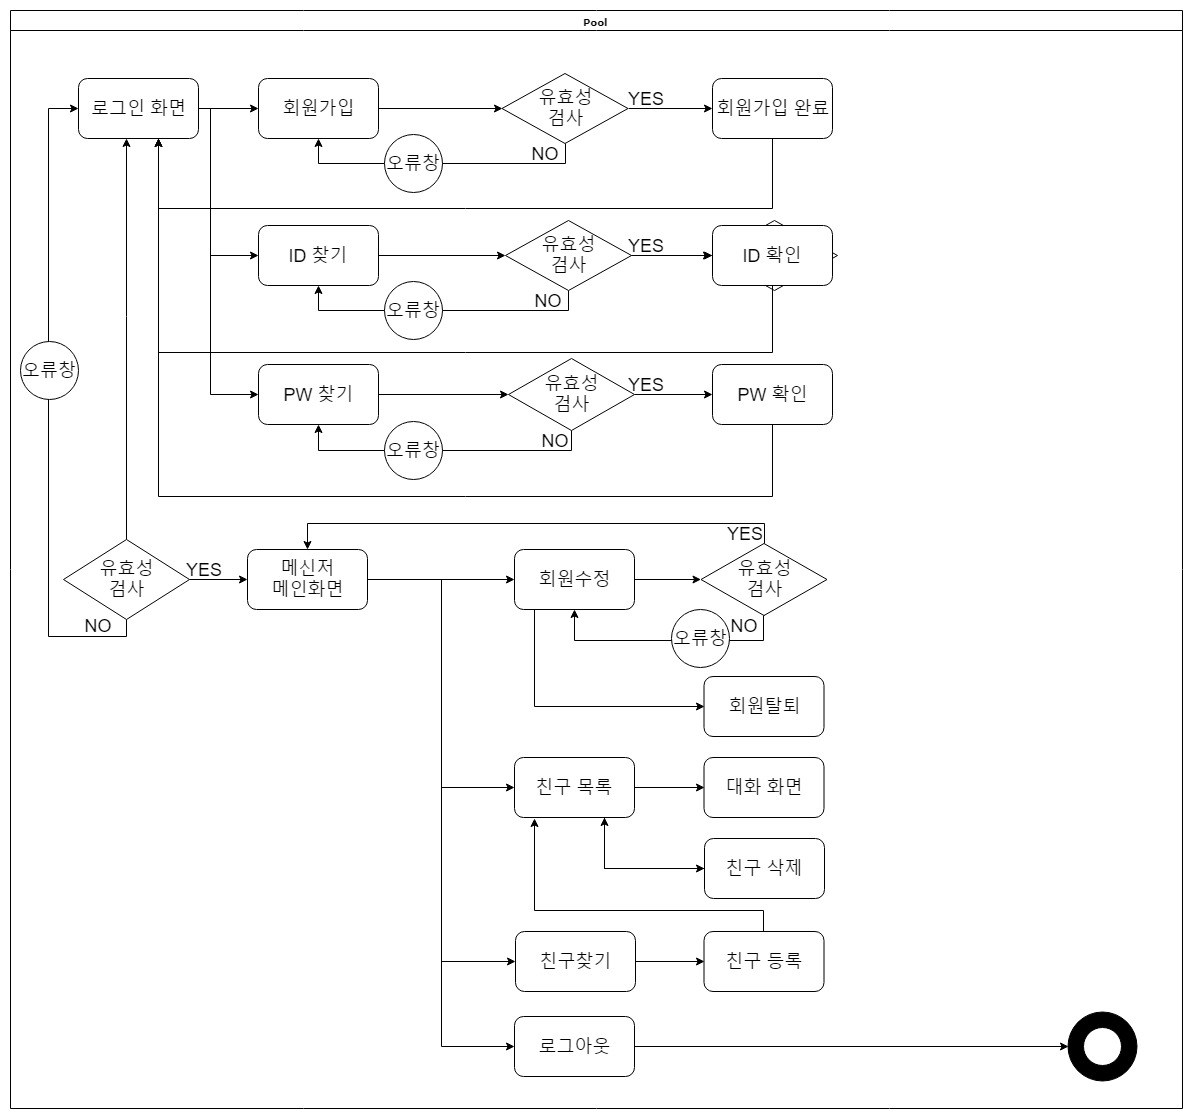 Pool
로그인 화면
회원가입
유효성
검사
YES
회원가입 완료
NO
오류창
ID 찾기
유효성
검사
YES
ID 확인
NO
오류창
오류창
PW 찾기
유효성
검사
YES
PW 확인
NO
오류창
유효성
검사
YES
NO
메신저
메인화면
회원수정
YES
유효성
검사
NO
오류창
회원탈퇴
친구 목록
대화 화면
친구 삭제
친구찾기
친구 등록
로그아웃